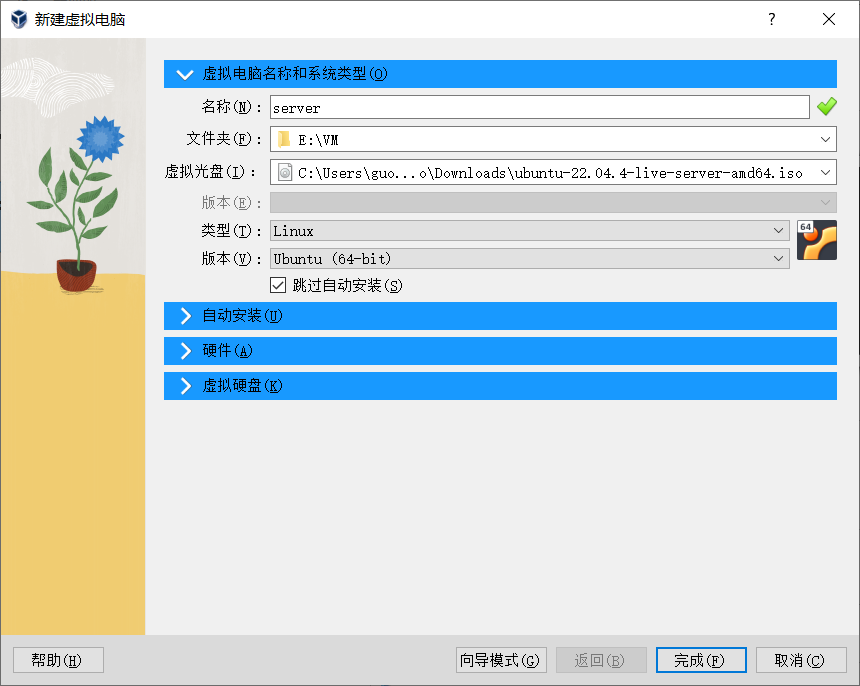 新建虚拟电脑 ?
虚拟电脑名称和系统类型(O)
名称(N)： server
文件夹(F)： E:\VM
虚拟光盘(I)： C:\Users\guo...o\Downloads\ubuntu-22.04.4-live-server-amd64.iso
版本(E)：
类型(T)： Linux 64
版本(V)： Ubuntu (64-bit)
跳过自动安装(S)
自动安装(U)
硬件(A)
虚拟硬盘(K)
帮助(H) 向导模式(G) 返回(B) 完成(F) 取消(C)